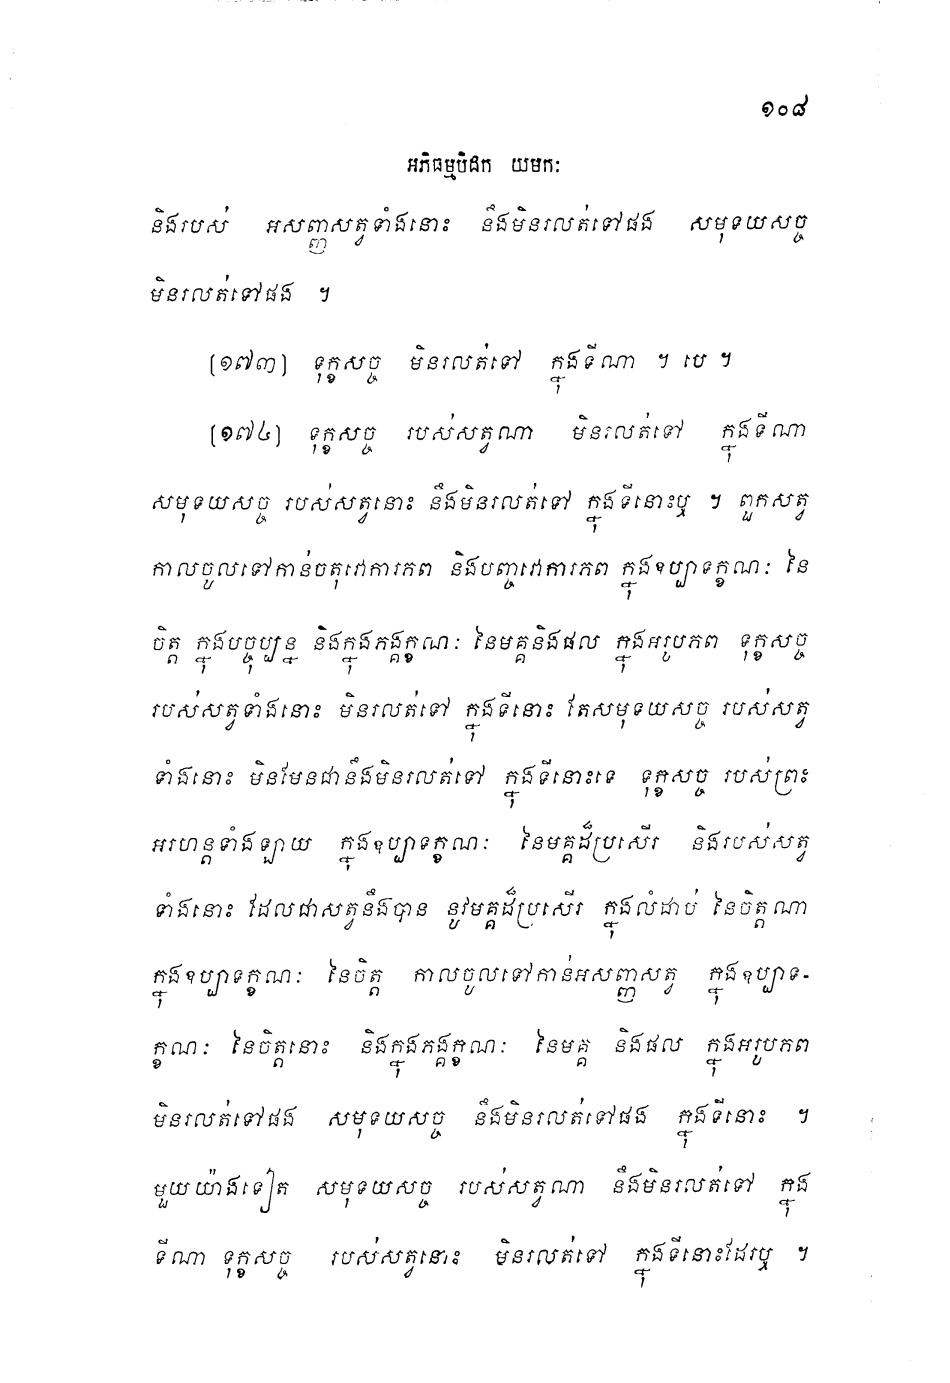 ១០៨
អភិធម្មបិដក យមកៈ
និងរបស់ អសញ្ញសត្វទាំងនោះ នឹងមិនរលត់ទៅផង សមុទយសច្ច
មិនរលត់ទៅផង ។
[១៧៣] ទុក្ខសច្ច មិនរលត់ទៅ ក្នុងទីណា ។ បេ ។
[១៧៤] ទុក្ខសច្ច របស់សត្វណា មិនរលត់ទៅ ក្នុងទីណា
សមុទយសច្ច របស់សត្វនោះ នឹងមិនរលត់ទៅ ក្នុងទីនោះឬ ។ ពួកសត្វ
កាលចូលទៅកាន់ចតុវោការភព និងបញ្ចវោការភព ក្នុងឧប្បាទក្ខណៈ នៃ
ចិត្ត ក្នុងបច្ចុប្បន្ន និងក្នុងភង្គក្ខណៈ នៃមគ្គនិងផល ក្នុងអរូបភព ទុក្ខសច្ច
របស់សត្វទាំងនោះ មិនរលត់ទៅ ក្នុងទីនោះ តែសមុទយសច្ច របស់សត្វ
ទាំងនោះ មិនមែនជានឹងមិនរលត់ទៅ ក្នុងទីនោះទេ ទុក្ខសច្ច របស់ព្រះ
អរហន្តទាំងឡាយ ក្នុងឧប្បាទក្ខណៈ នៃមគ្គដ៏ប្រសើរ និងរបស់សត្វ
ទាំងនោះ ដែលជាសត្វនឹងបាន នូវមគ្គដ៏ប្រសើរ ក្នុងលំដាប់ នៃចិត្តណា
ក្នុងឧប្បាទក្ខណៈ នៃចិត្ត កាលចូលទៅកាន់អសញ្ញសត្វ ក្នុងឧប្បាទ-
ក្ខណៈ នៃចិត្តនោះ និងក្នុងភង្គក្ខណៈ នៃមគ្គ និងផល ក្នុងអរូបភព
មិនរលត់ទៅផង សមុទយសច្ច នឹងមិនរលត់ទៅផង ក្នុងទីនោះ ។
មួយយ៉ាងទៀត សមុទយសច្ច របស់សត្វណា នឹងមិនរលត់ទៅ ក្នុង
ទីណា ទុក្ខសច្ច របស់សត្វនោះ មិនរលត់ទៅ ក្នុងទីនោះដែរឬ ។